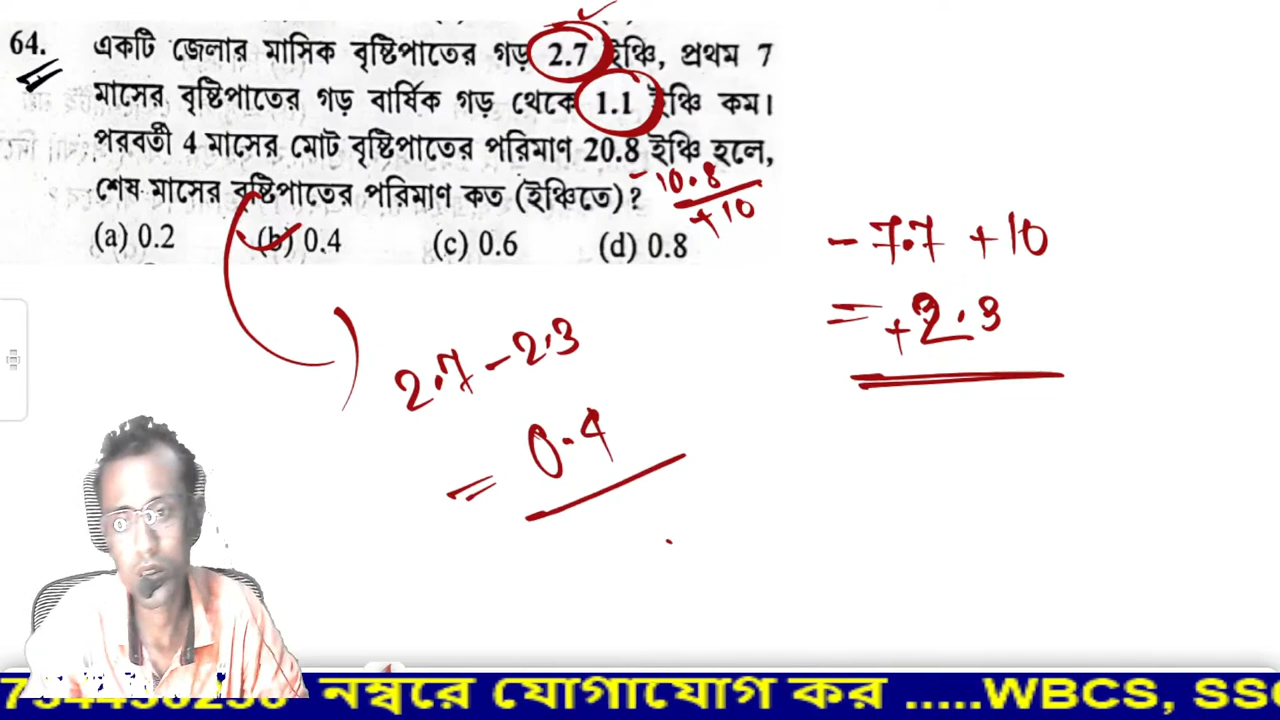 64. একটি জেলার মাসিক বৃষ্টিপাতের গড় 2.7 ইঞ্চি, প্রথম 7
মাসের বৃষ্টিপাতের গড় বার্ষিক গড় থেকে 1.1 ইঞ্চি কম।
পরবর্তী 4 মাসের মোট বৃষ্টিপাতের পরিমাণ 20.8 ইঞ্চি হলে,
শেষ মাসের বৃষ্টিপাতের পরিমাণ কত (ইঞ্চিতে)?
- 10.8
+10
(a) 0.2 (b) 0.4 (c) 0.6 (d) 0.8
- 7.7 +10
= +2.3
2.7 - 2.3
= 0.4
নম্বরে যোগাযোগ কর .....WBCS, SSC